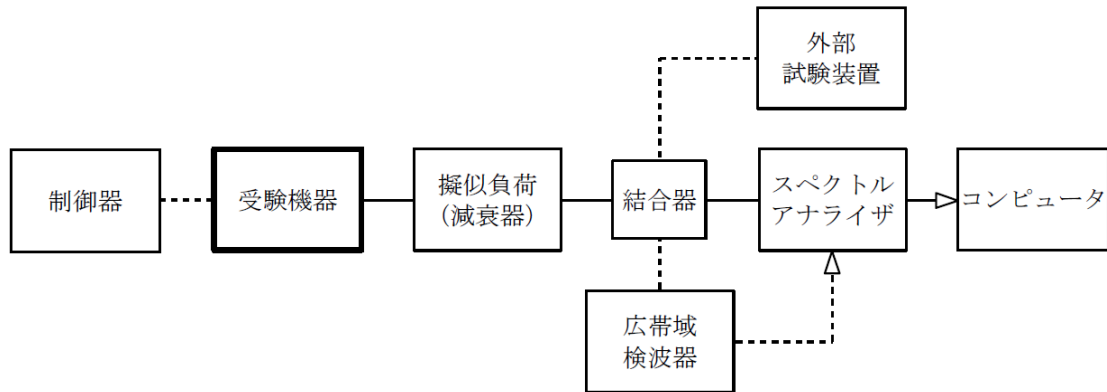 外部
試験装置
制御器
受験機器
擬似負荷
（減衰器）
結合器
スペクトル
アナライザ
コンピュータ
広帯域
検波器